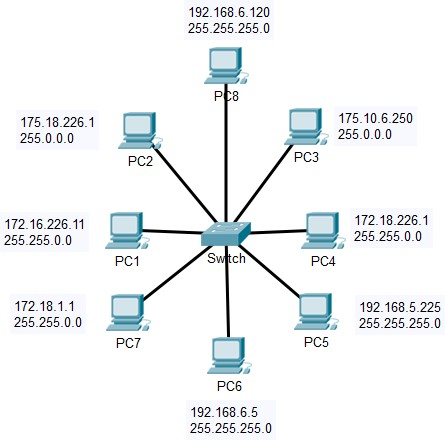 192.168.6.120
255.255.255.0
PC8
175.18.226.1
255.0.0.0
PC2
175.10.6.250
255.0.0.0
PC3
172.16.226.11
255.255.0.0
PC1
Switch
172.18.226.1
255.255.0.0
PC4
172.18.1.1
255.255.0.0
PC7
192.168.5.225
255.255.255.0
PC5
PC6
192.168.6.5
255.255.255.0